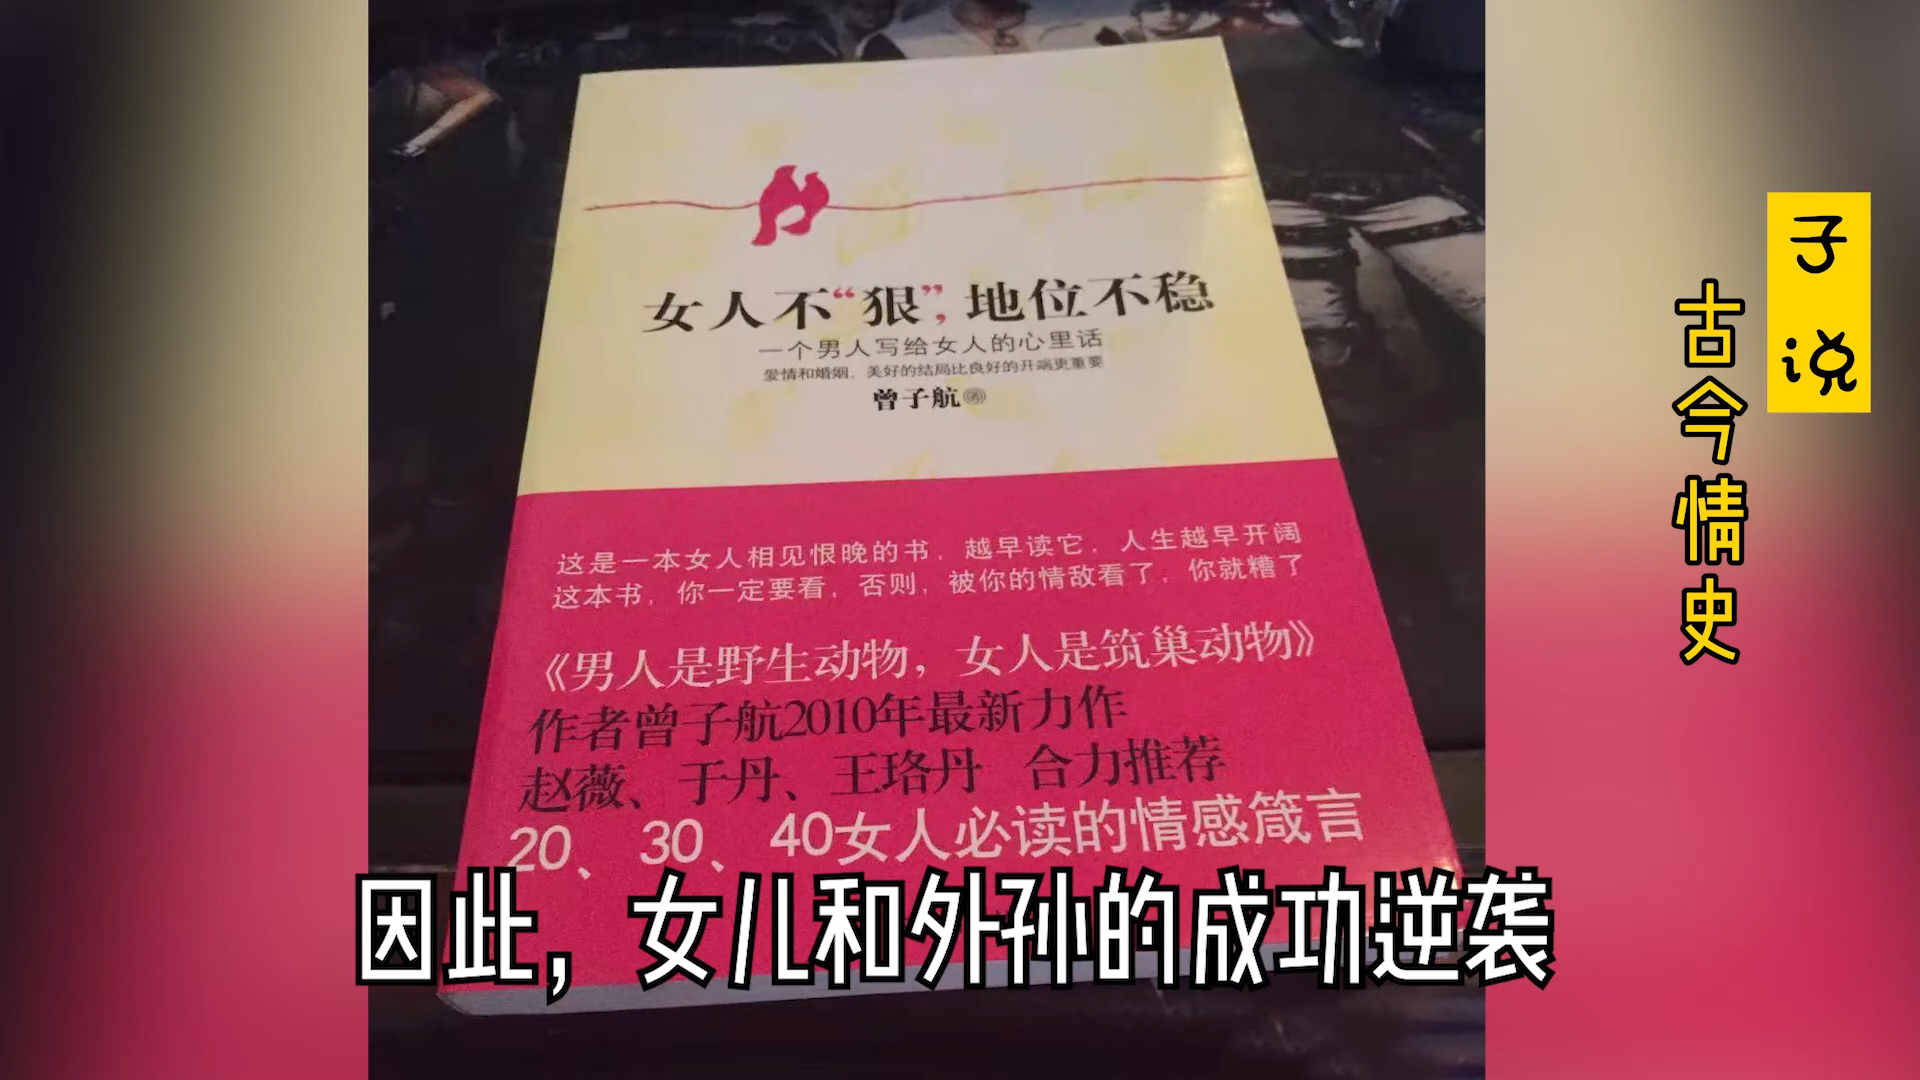 女人不“狠”，地位不稳
一个男人写给女人的心里话
爱情和婚姻，美好的结局比良好的开端更重要
曾子航 著
这是一本女人相见恨晚的书，越早读它，人生越早开阔
这本书，你一定要看，否则，被你的情敌看了，你就糟了
《男人是野生动物，女人是筑巢动物》
作者曾子航2010年最新力作
赵薇、于丹、王珞丹 合力推荐
20、30、40女人必读的情感箴言
因此，女儿和外孙的成功逆袭
子说
古今情史